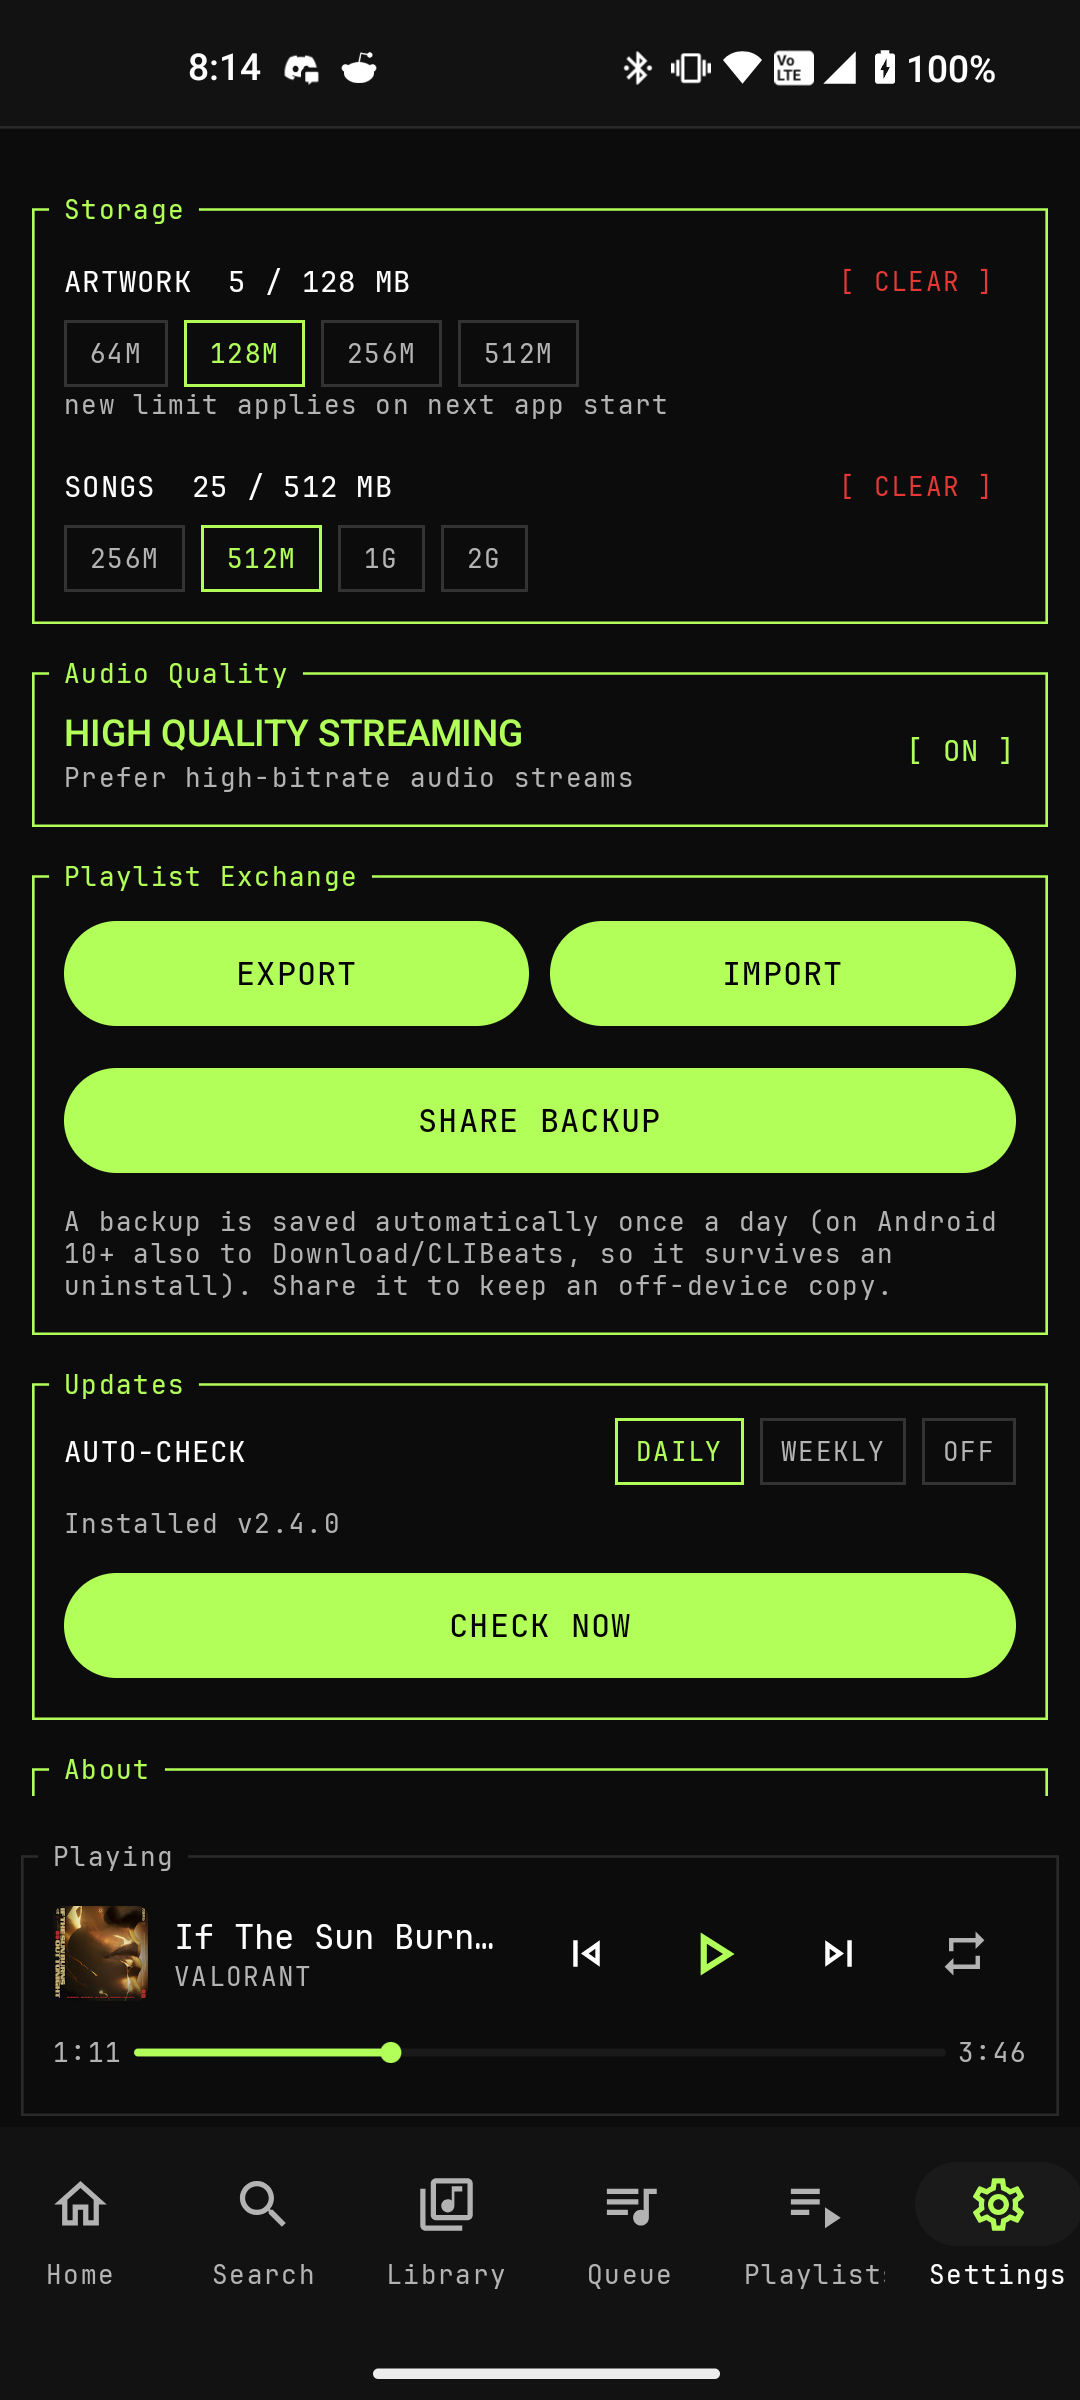 8:14
Vo LTE
100%
Storage
ARTWORK 5 / 128 MB
[ CLEAR ]
64M
128M
256M
512M
new limit applies on next app start
SONGS 25 / 512 MB
[ CLEAR ]
256M
512M
1G
2G
Audio Quality
HIGH QUALITY STREAMING
Prefer high-bitrate audio streams
[ ON ]
Playlist Exchange
EXPORT
IMPORT
SHARE BACKUP
A backup is saved automatically once a day (on Android
10+ also to Download/CLIBeats, so it survives an
uninstall). Share it to keep an off-device copy.
Updates
AUTO-CHECK
DAILY
WEEKLY
OFF
Installed v2.4.0
CHECK NOW
About
Playing
If The Sun Burn…
VALORANT
1:11
3:46
Home
Search
Library
Queue
Playlists
Settings